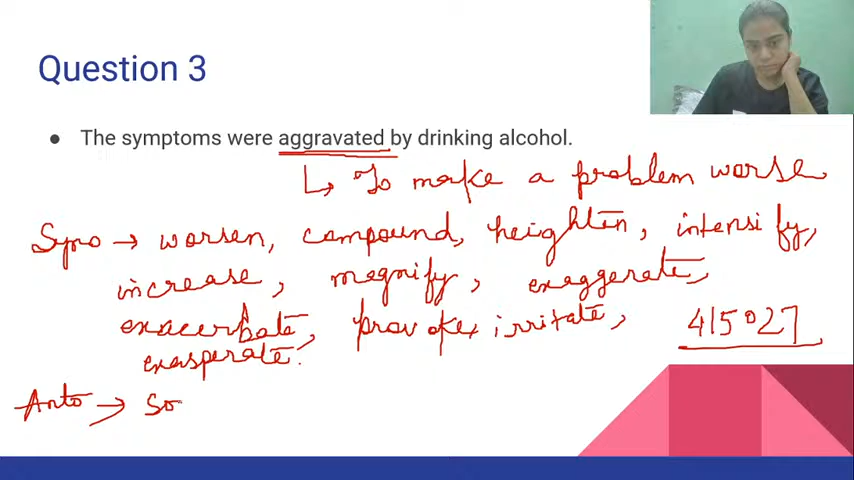 Question 3
● The symptoms were aggravated by drinking alcohol.
↳ To make a problem worse
Syno → worsen, compound, heighten, intensify,
increase, magnify, exaggerate,
exacerbate, provoke, irritate,
415027
exasperate.
Anto → so